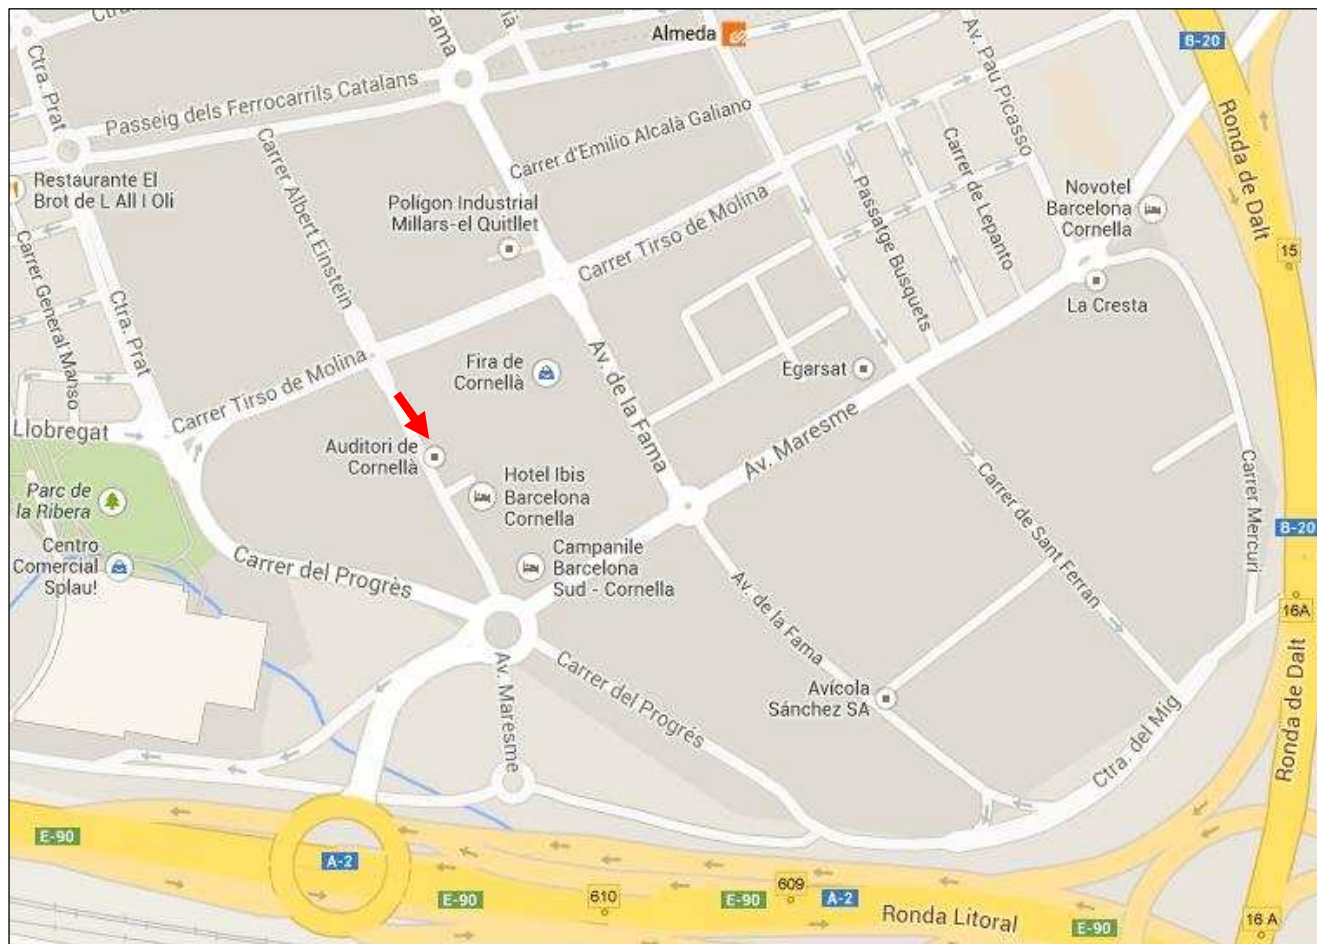 Ctra. Prat
Fama
Almeda
Av. Pau Picasso
B-20
Passeig dels Ferrocarrils Catalans
Carrer d'Emilio Alcalà Galiano
Ronda de Dalt
Restaurante El
Brot de L All I Oli
Carrer Albert Einstein
Polígon Industrial
Millars-el Quitllet
Carrer Tirso de Molina
Passatge Busquets
Carrer de Lepanto
Novotel
Barcelona
Cornella
15
Carrer General Manso
Ctra. Prat
La Cresta
Carrer Tirso de Molina
Fira de
Cornellà
Av. de la Fama
Egarsat
Llobregat
Auditori de
Cornellà
Av. Maresme
Hotel Ibis
Barcelona
Cornella
Carrer de Sant Ferran
Carrer Mercuri
Parc de
la Ribera
B-20
Centro
Comercial
Splau!
Carrer del Progrès
Campanile
Barcelona
Sud - Cornella
Av. de la Fama
16A
Av. Maresme
Carrer del Progrés
Avícola
Sánchez SA
Ctra. del Mig
Ronda de Dalt
E-90
A-2
E-90
610
E-90
609
A-2
Ronda Litoral
E-90
16 A